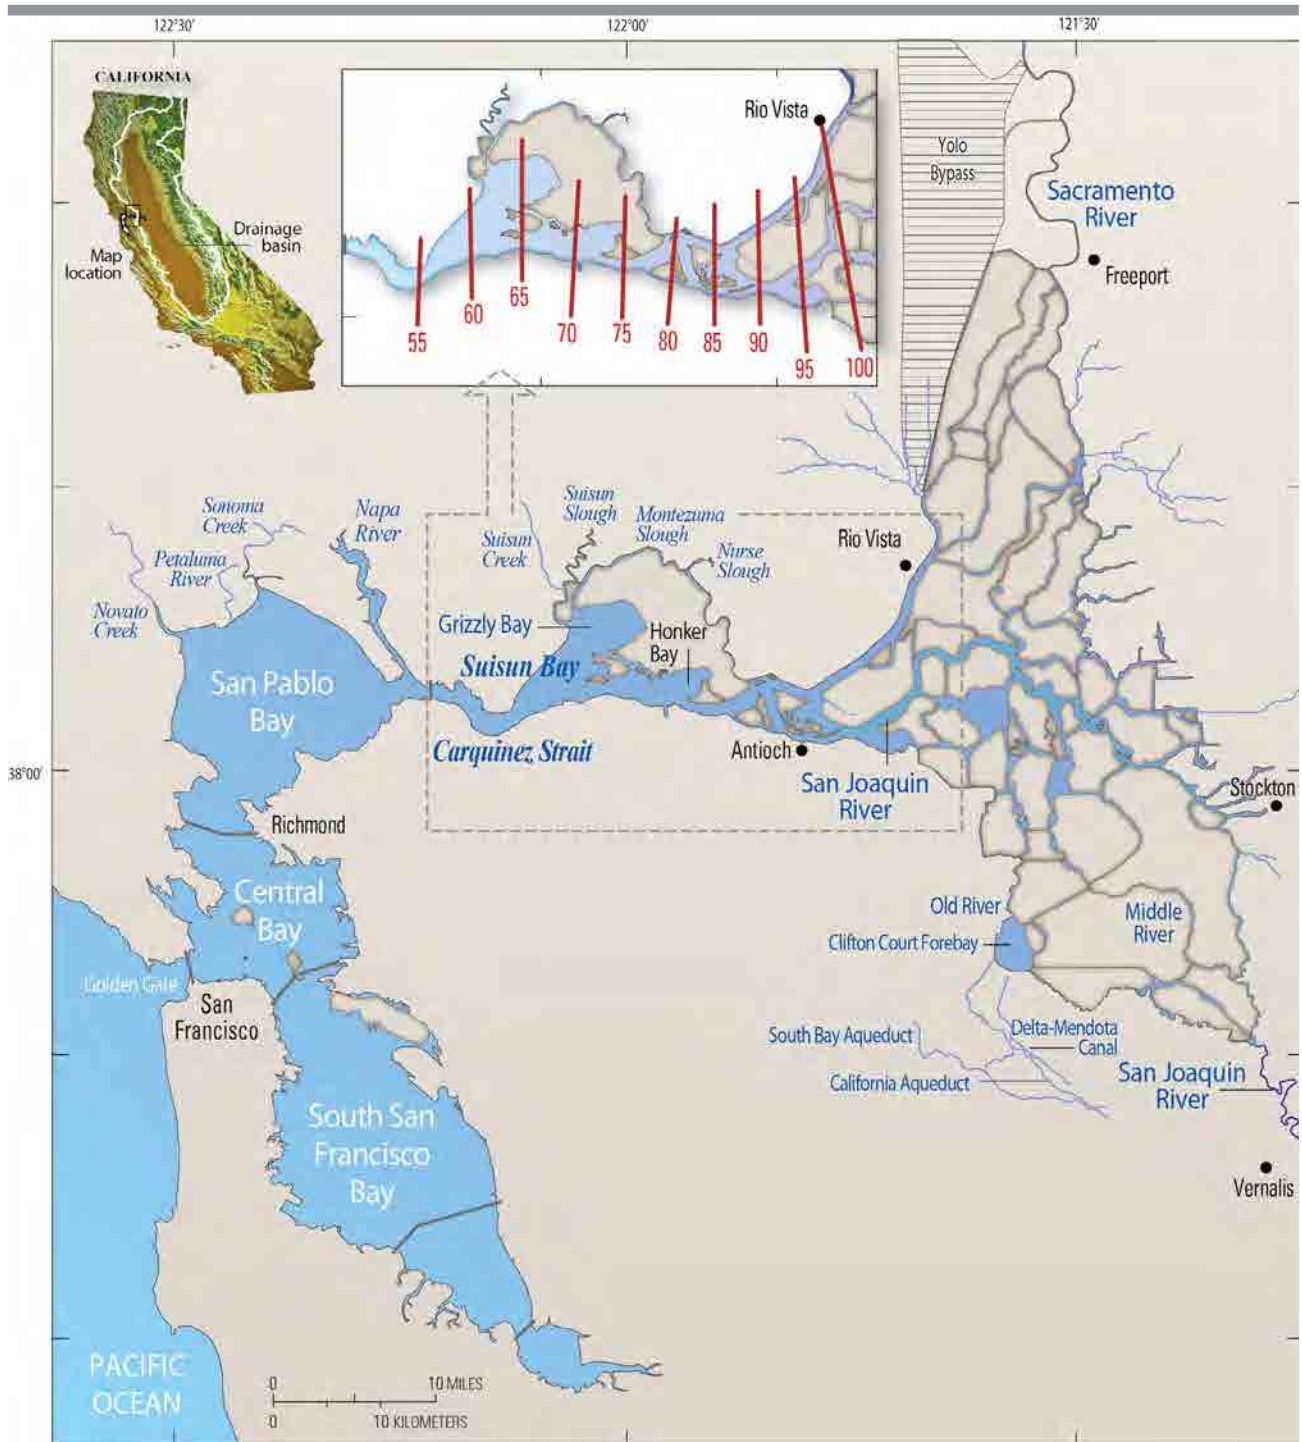 122°30'
122°00'
121°30'
CALIFORNIA
Drainage
basin
Map
location
Rio Vista
55
60
65
70
75
80
85
90
95
100
Yolo
Bypass
Sacramento
River
Freeport
Sonoma
Creek
Napa
River
Petaluma
River
Novato
Creek
Suisun
Creek
Suisun
Slough
Montezuma
Slough
Nurse
Slough
Rio Vista
Grizzly Bay
Honker
Bay
Suisun Bay
San Pablo
Bay
Carquinez Strait
Antioch
San Joaquin
River
38°00'
Stockton
Richmond
Central
Bay
Old River
Middle
River
Clifton Court Forebay
Golden Gate
San
Francisco
South Bay Aqueduct
Delta-Mendota
Canal
California Aqueduct
San Joaquin
River
South San
Francisco
Bay
Vernalis
PACIFIC
OCEAN
0
10 MILES
0
10 KILOMETERS